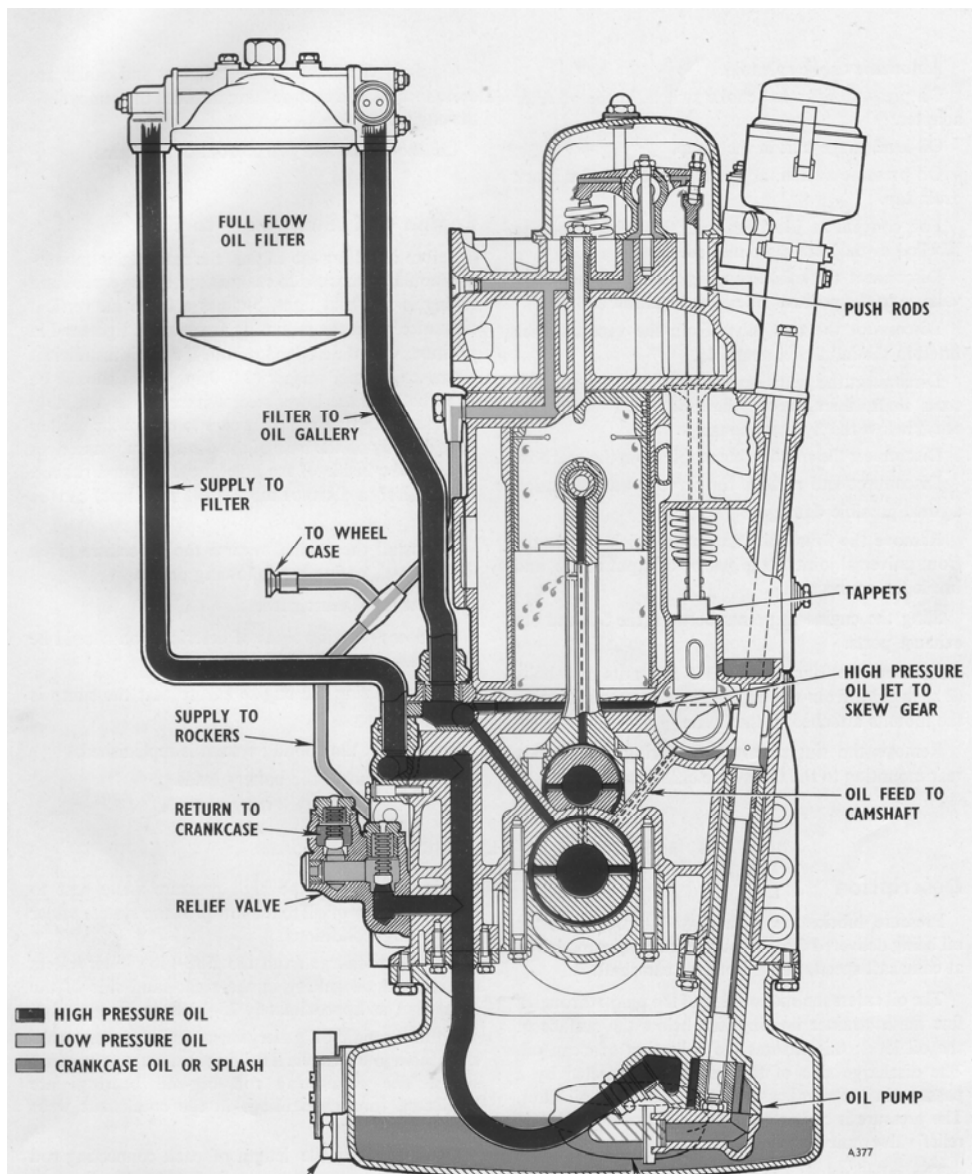 FULL FLOW
OIL FILTER
PUSH RODS
FILTER TO
OIL GALLERY
SUPPLY TO
FILTER
TO WHEEL
CASE
TAPPETS
HIGH PRESSURE
OIL JET TO
SKEW GEAR
SUPPLY TO
ROCKERS
OIL FEED TO
CAMSHAFT
RETURN TO
CRANKCASE
RELIEF VALVE
HIGH PRESSURE OIL
LOW PRESSURE OIL
CRANKCASE OIL OR SPLASH
OIL PUMP
A377